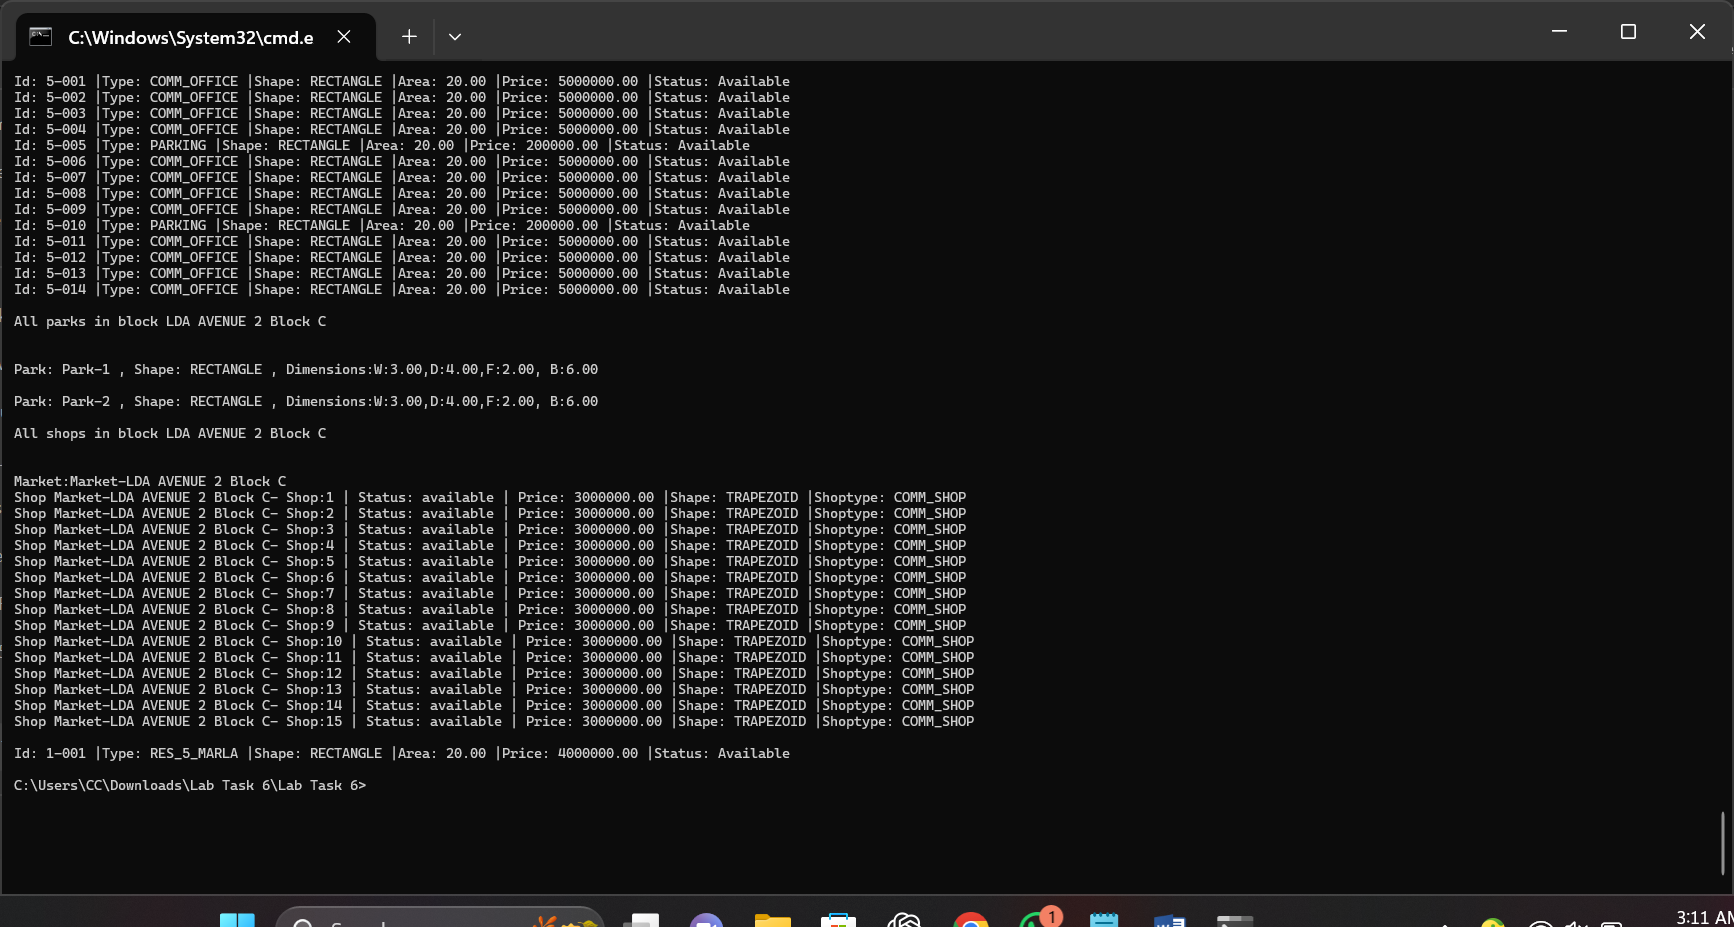 C:\Windows\System32\cmd.e
Id: 5-001 |Type: COMM_OFFICE |Shape: RECTANGLE |Area: 20.00 |Price: 5000000.00 |Status: Available
Id: 5-002 |Type: COMM_OFFICE |Shape: RECTANGLE |Area: 20.00 |Price: 5000000.00 |Status: Available
Id: 5-003 |Type: COMM_OFFICE |Shape: RECTANGLE |Area: 20.00 |Price: 5000000.00 |Status: Available
Id: 5-004 |Type: COMM_OFFICE |Shape: RECTANGLE |Area: 20.00 |Price: 5000000.00 |Status: Available
Id: 5-005 |Type: PARKING |Shape: RECTANGLE |Area: 20.00 |Price: 200000.00 |Status: Available
Id: 5-006 |Type: COMM_OFFICE |Shape: RECTANGLE |Area: 20.00 |Price: 5000000.00 |Status: Available
Id: 5-007 |Type: COMM_OFFICE |Shape: RECTANGLE |Area: 20.00 |Price: 5000000.00 |Status: Available
Id: 5-008 |Type: COMM_OFFICE |Shape: RECTANGLE |Area: 20.00 |Price: 5000000.00 |Status: Available
Id: 5-009 |Type: COMM_OFFICE |Shape: RECTANGLE |Area: 20.00 |Price: 5000000.00 |Status: Available
Id: 5-010 |Type: PARKING |Shape: RECTANGLE |Area: 20.00 |Price: 200000.00 |Status: Available
Id: 5-011 |Type: COMM_OFFICE |Shape: RECTANGLE |Area: 20.00 |Price: 5000000.00 |Status: Available
Id: 5-012 |Type: COMM_OFFICE |Shape: RECTANGLE |Area: 20.00 |Price: 5000000.00 |Status: Available
Id: 5-013 |Type: COMM_OFFICE |Shape: RECTANGLE |Area: 20.00 |Price: 5000000.00 |Status: Available
Id: 5-014 |Type: COMM_OFFICE |Shape: RECTANGLE |Area: 20.00 |Price: 5000000.00 |Status: Available
All parks in block LDA AVENUE 2 Block C
Park: Park-1 , Shape: RECTANGLE , Dimensions:W:3.00,D:4.00,F:2.00, B:6.00
Park: Park-2 , Shape: RECTANGLE , Dimensions:W:3.00,D:4.00,F:2.00, B:6.00
All shops in block LDA AVENUE 2 Block C
Market:Market-LDA AVENUE 2 Block C
Shop Market-LDA AVENUE 2 Block C- Shop:1 | Status: available | Price: 3000000.00 |Shape: TRAPEZOID |Shoptype: COMM_SHOP
Shop Market-LDA AVENUE 2 Block C- Shop:2 | Status: available | Price: 3000000.00 |Shape: TRAPEZOID |Shoptype: COMM_SHOP
Shop Market-LDA AVENUE 2 Block C- Shop:3 | Status: available | Price: 3000000.00 |Shape: TRAPEZOID |Shoptype: COMM_SHOP
Shop Market-LDA AVENUE 2 Block C- Shop:4 | Status: available | Price: 3000000.00 |Shape: TRAPEZOID |Shoptype: COMM_SHOP
Shop Market-LDA AVENUE 2 Block C- Shop:5 | Status: available | Price: 3000000.00 |Shape: TRAPEZOID |Shoptype: COMM_SHOP
Shop Market-LDA AVENUE 2 Block C- Shop:6 | Status: available | Price: 3000000.00 |Shape: TRAPEZOID |Shoptype: COMM_SHOP
Shop Market-LDA AVENUE 2 Block C- Shop:7 | Status: available | Price: 3000000.00 |Shape: TRAPEZOID |Shoptype: COMM_SHOP
Shop Market-LDA AVENUE 2 Block C- Shop:8 | Status: available | Price: 3000000.00 |Shape: TRAPEZOID |Shoptype: COMM_SHOP
Shop Market-LDA AVENUE 2 Block C- Shop:9 | Status: available | Price: 3000000.00 |Shape: TRAPEZOID |Shoptype: COMM_SHOP
Shop Market-LDA AVENUE 2 Block C- Shop:10 | Status: available | Price: 3000000.00 |Shape: TRAPEZOID |Shoptype: COMM_SHOP
Shop Market-LDA AVENUE 2 Block C- Shop:11 | Status: available | Price: 3000000.00 |Shape: TRAPEZOID |Shoptype: COMM_SHOP
Shop Market-LDA AVENUE 2 Block C- Shop:12 | Status: available | Price: 3000000.00 |Shape: TRAPEZOID |Shoptype: COMM_SHOP
Shop Market-LDA AVENUE 2 Block C- Shop:13 | Status: available | Price: 3000000.00 |Shape: TRAPEZOID |Shoptype: COMM_SHOP
Shop Market-LDA AVENUE 2 Block C- Shop:14 | Status: available | Price: 3000000.00 |Shape: TRAPEZOID |Shoptype: COMM_SHOP
Shop Market-LDA AVENUE 2 Block C- Shop:15 | Status: available | Price: 3000000.00 |Shape: TRAPEZOID |Shoptype: COMM_SHOP
Id: 1-001 |Type: RES_5_MARLA |Shape: RECTANGLE |Area: 20.00 |Price: 4000000.00 |Status: Available
C:\Users\CC\Downloads\Lab Task 6\Lab Task 6>
1
3:11 AM